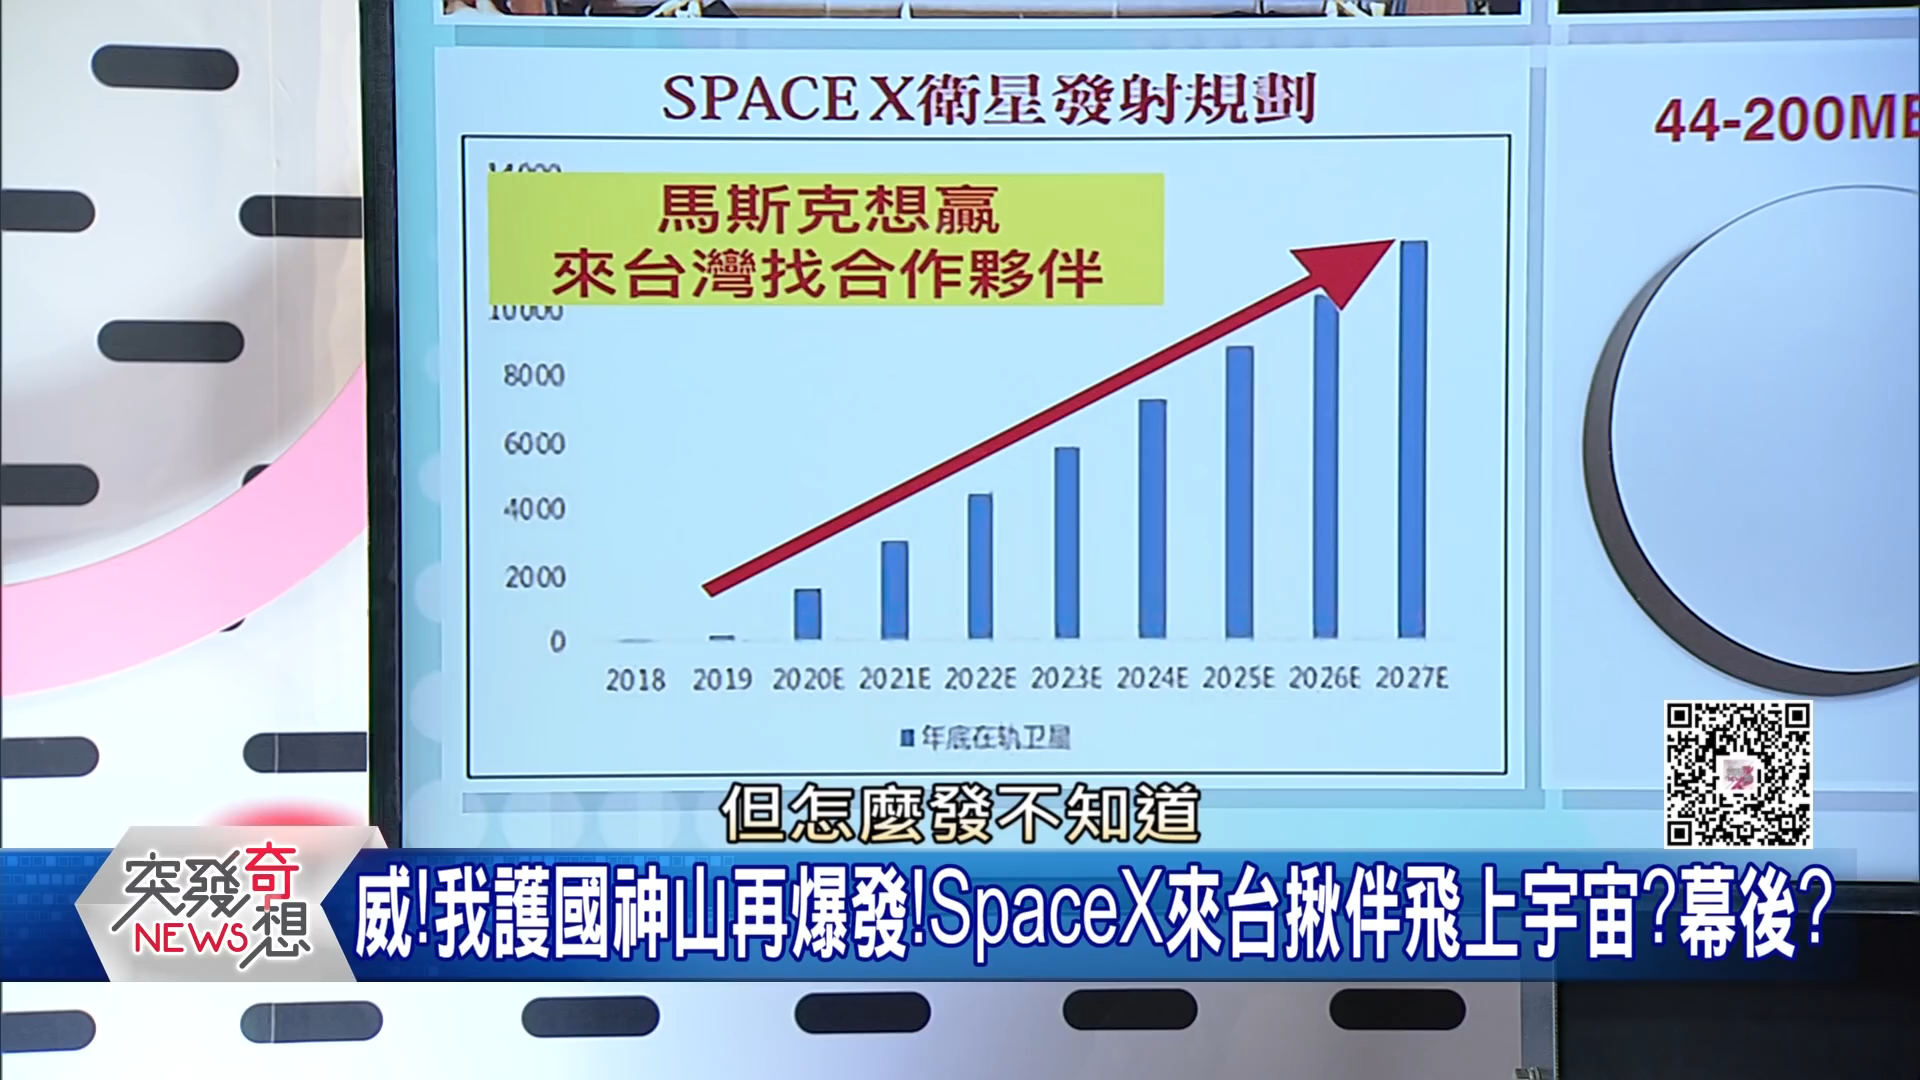 SPACE X衛星發射規劃
44-200M
馬斯克想贏
來台灣找合作夥伴
10000
8000
6000
4000
2000
0
2018 2019 2020E 2021E 2022E 2023E 2024E 2025E 2026E 2027E
年底在轨卫星
但怎麼發不知道
突發奇想
NEWS
威!我護國神山再爆發!SpaceX來台揪伴飛上宇宙?幕後?